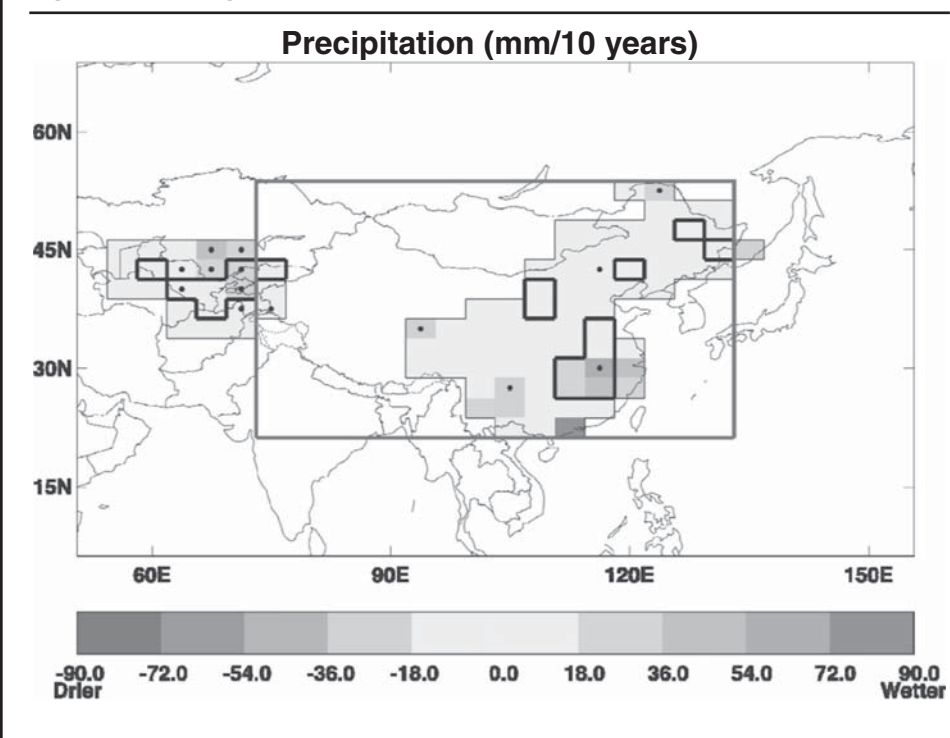 Precipitation (mm/10 years)
60N
45N
30N
15N
60E 90E 120E 150E
-90.0 -72.0 -54.0 -36.0 -18.0 0.0 18.0 36.0 54.0 72.0 90.0
Drier Wetter